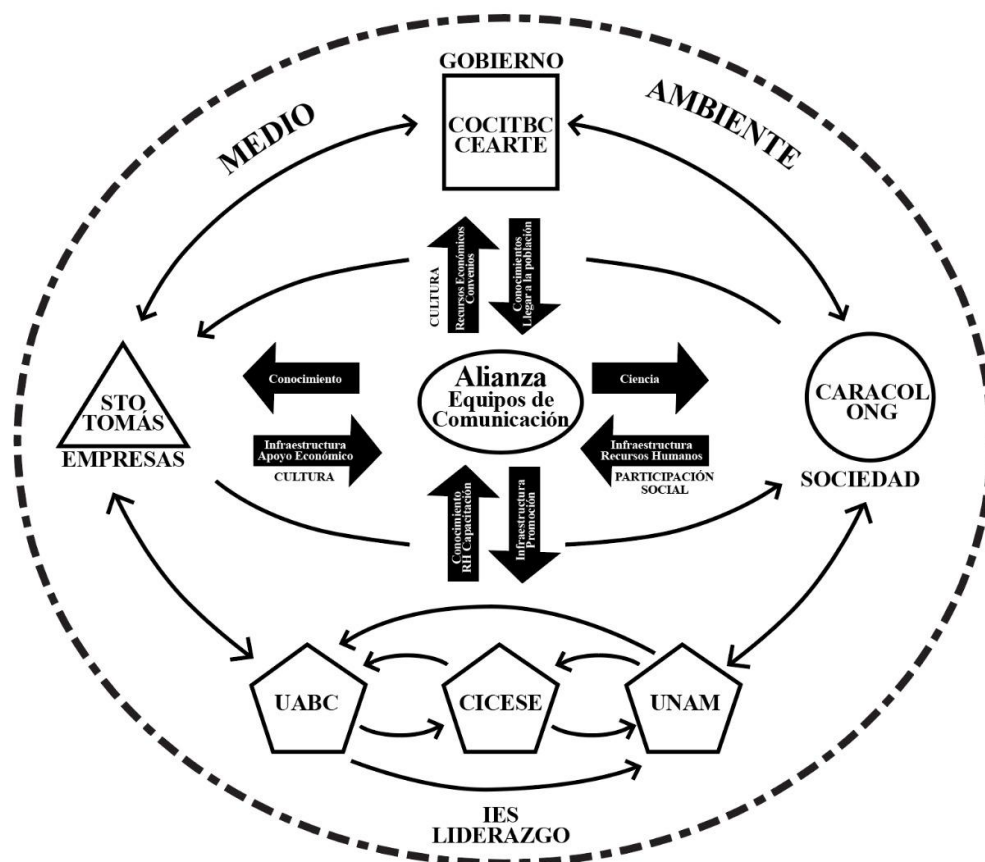 GOBIERNO
MEDIO
AMBIENTE
COCITBC
CEARTE
CULTURA
Recursos Económicos
Convenios
Conocimientos
Llegar a la población
Conocimiento
Alianza
Equipos de
Comunicación
Ciencia
STO
TOMÁS
EMPRESAS
Infraestructura
Apoyo Económico
CULTURA
Infraestructura
Recursos Humanos
PARTICIPACIÓN
SOCIAL
CARACOL
ONG
SOCIEDAD
Conocimiento
RH Capacitación
Infraestructura
Promoción
UABC
CICESE
UNAM
IES
LIDERAZGO